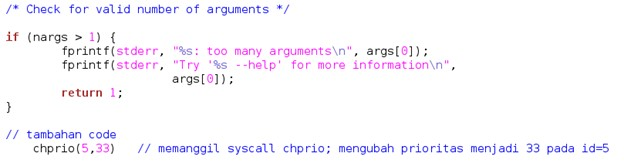 /* Check for valid number of arguments */
if (nargs > 1) {
fprintf(stderr, "%s: too many arguments\n", args[0]);
fprintf(stderr, "Try '%s --help' for more information\n",
args[0]);
return 1;
}
// tambahan code
chprio(5,33) // memanggil syscall chprio; mengubah prioritas menjadi 33 pada id=5